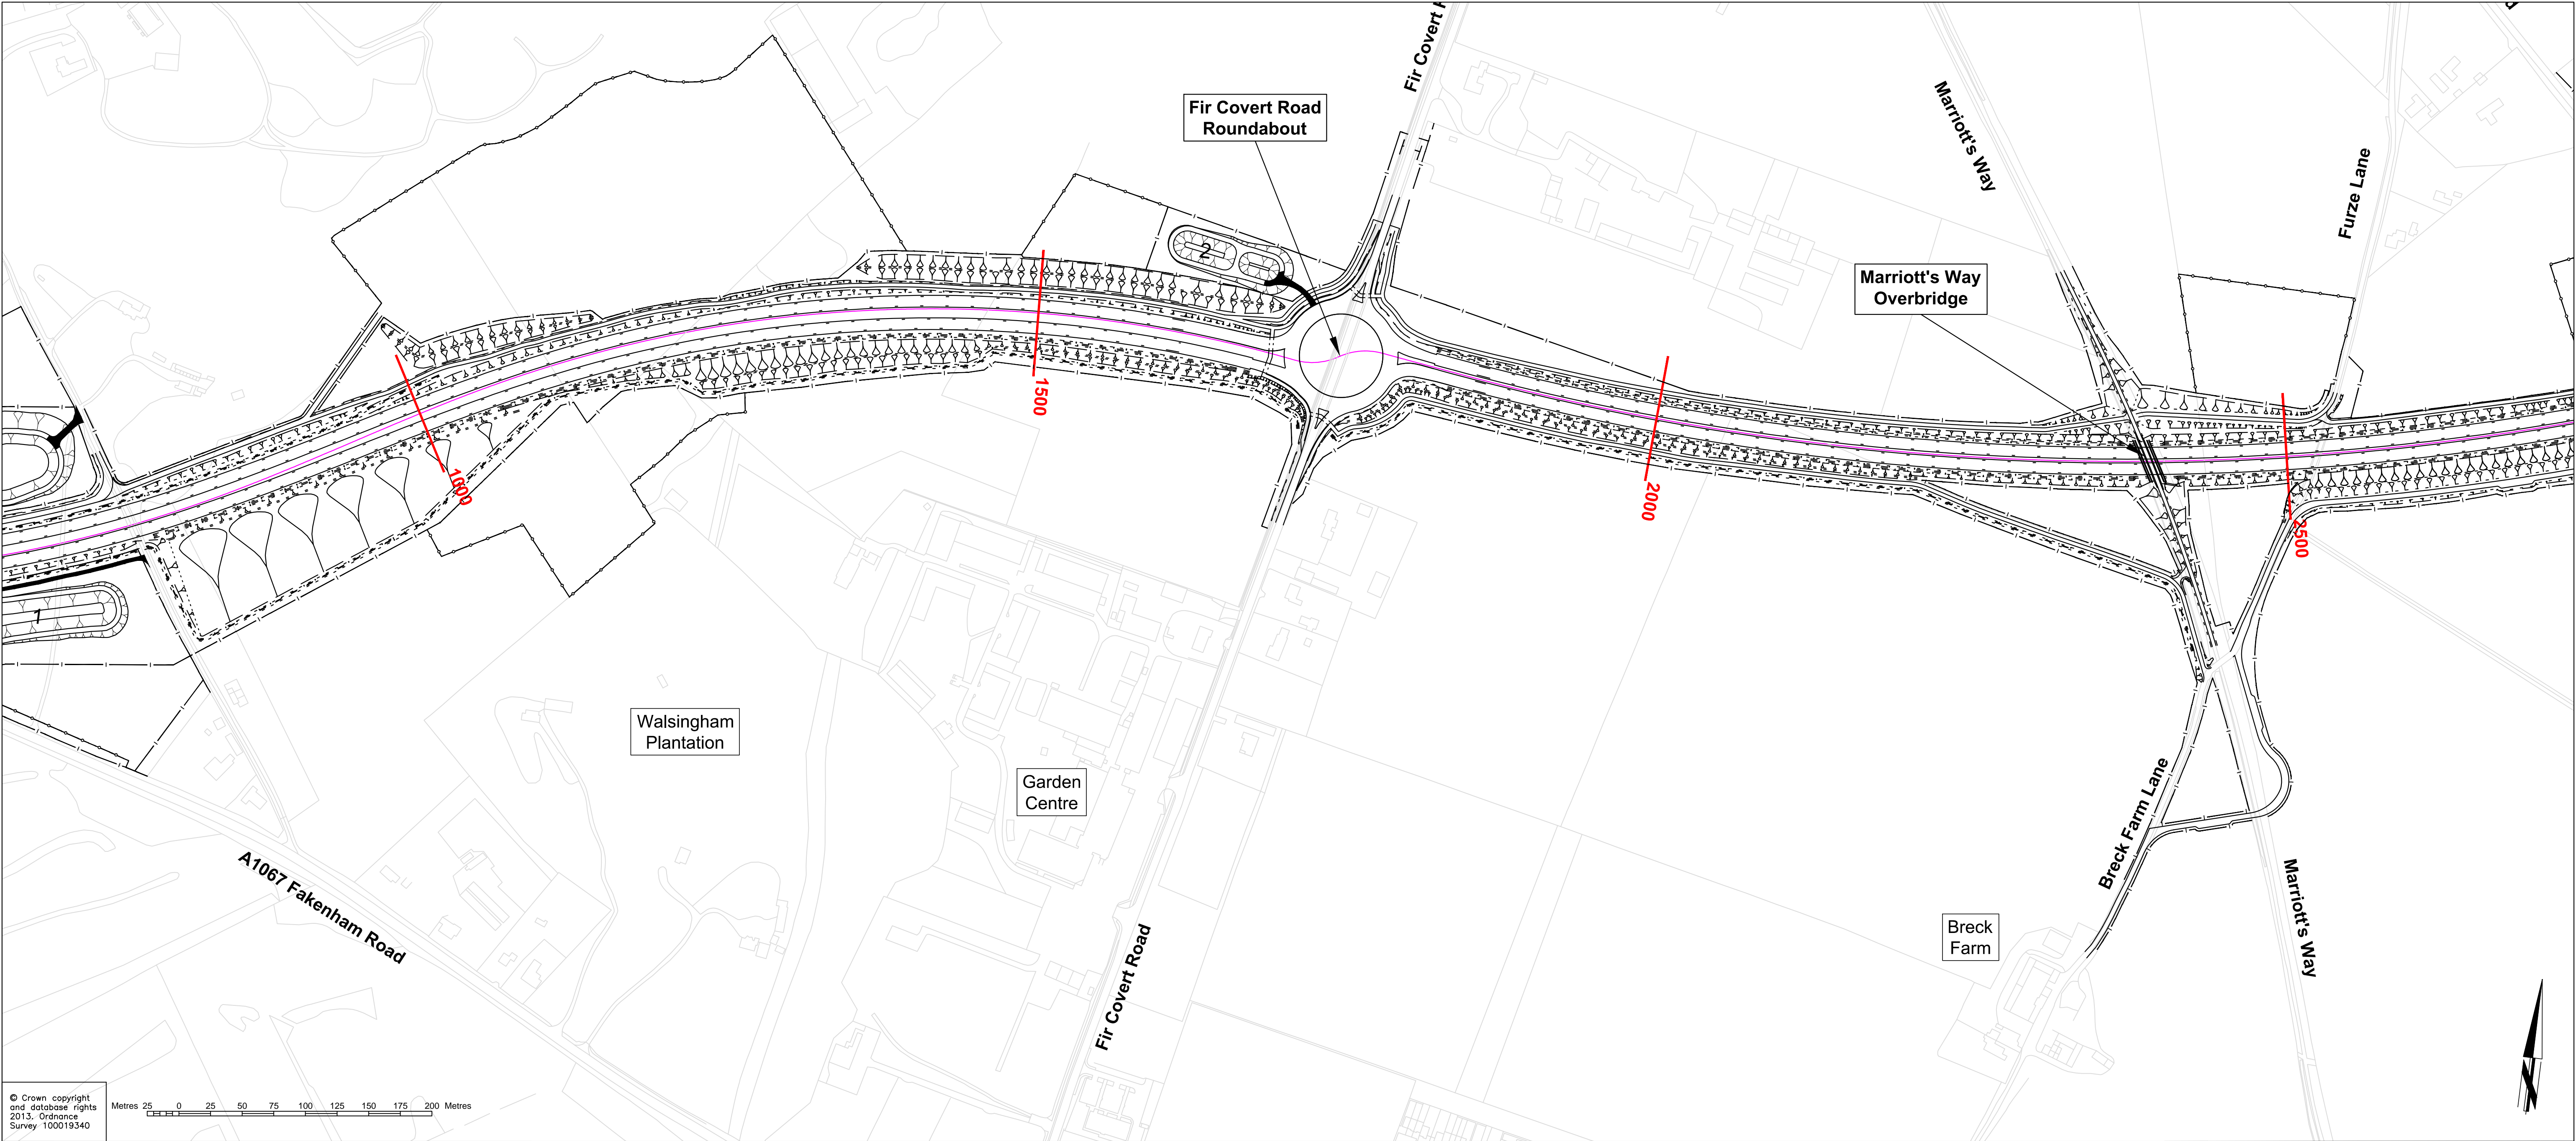 Fir Covert R
Fir Covert Road
Roundabout
Marriott's Way
Furze Lane
2
Marriott's Way
Overbridge
1500
1000
2000
2500
1
Walsingham
Plantation
Garden
Centre
A1067 Fakenham Road
Breck Farm Lane
Marriott's Way
Breck
Farm
Fir Covert Road
© Crown copyright
and database rights
2013. Ordnance
Survey 100019340
Metres 25 0 25 50 75 100 125 150 175 200 Metres
N